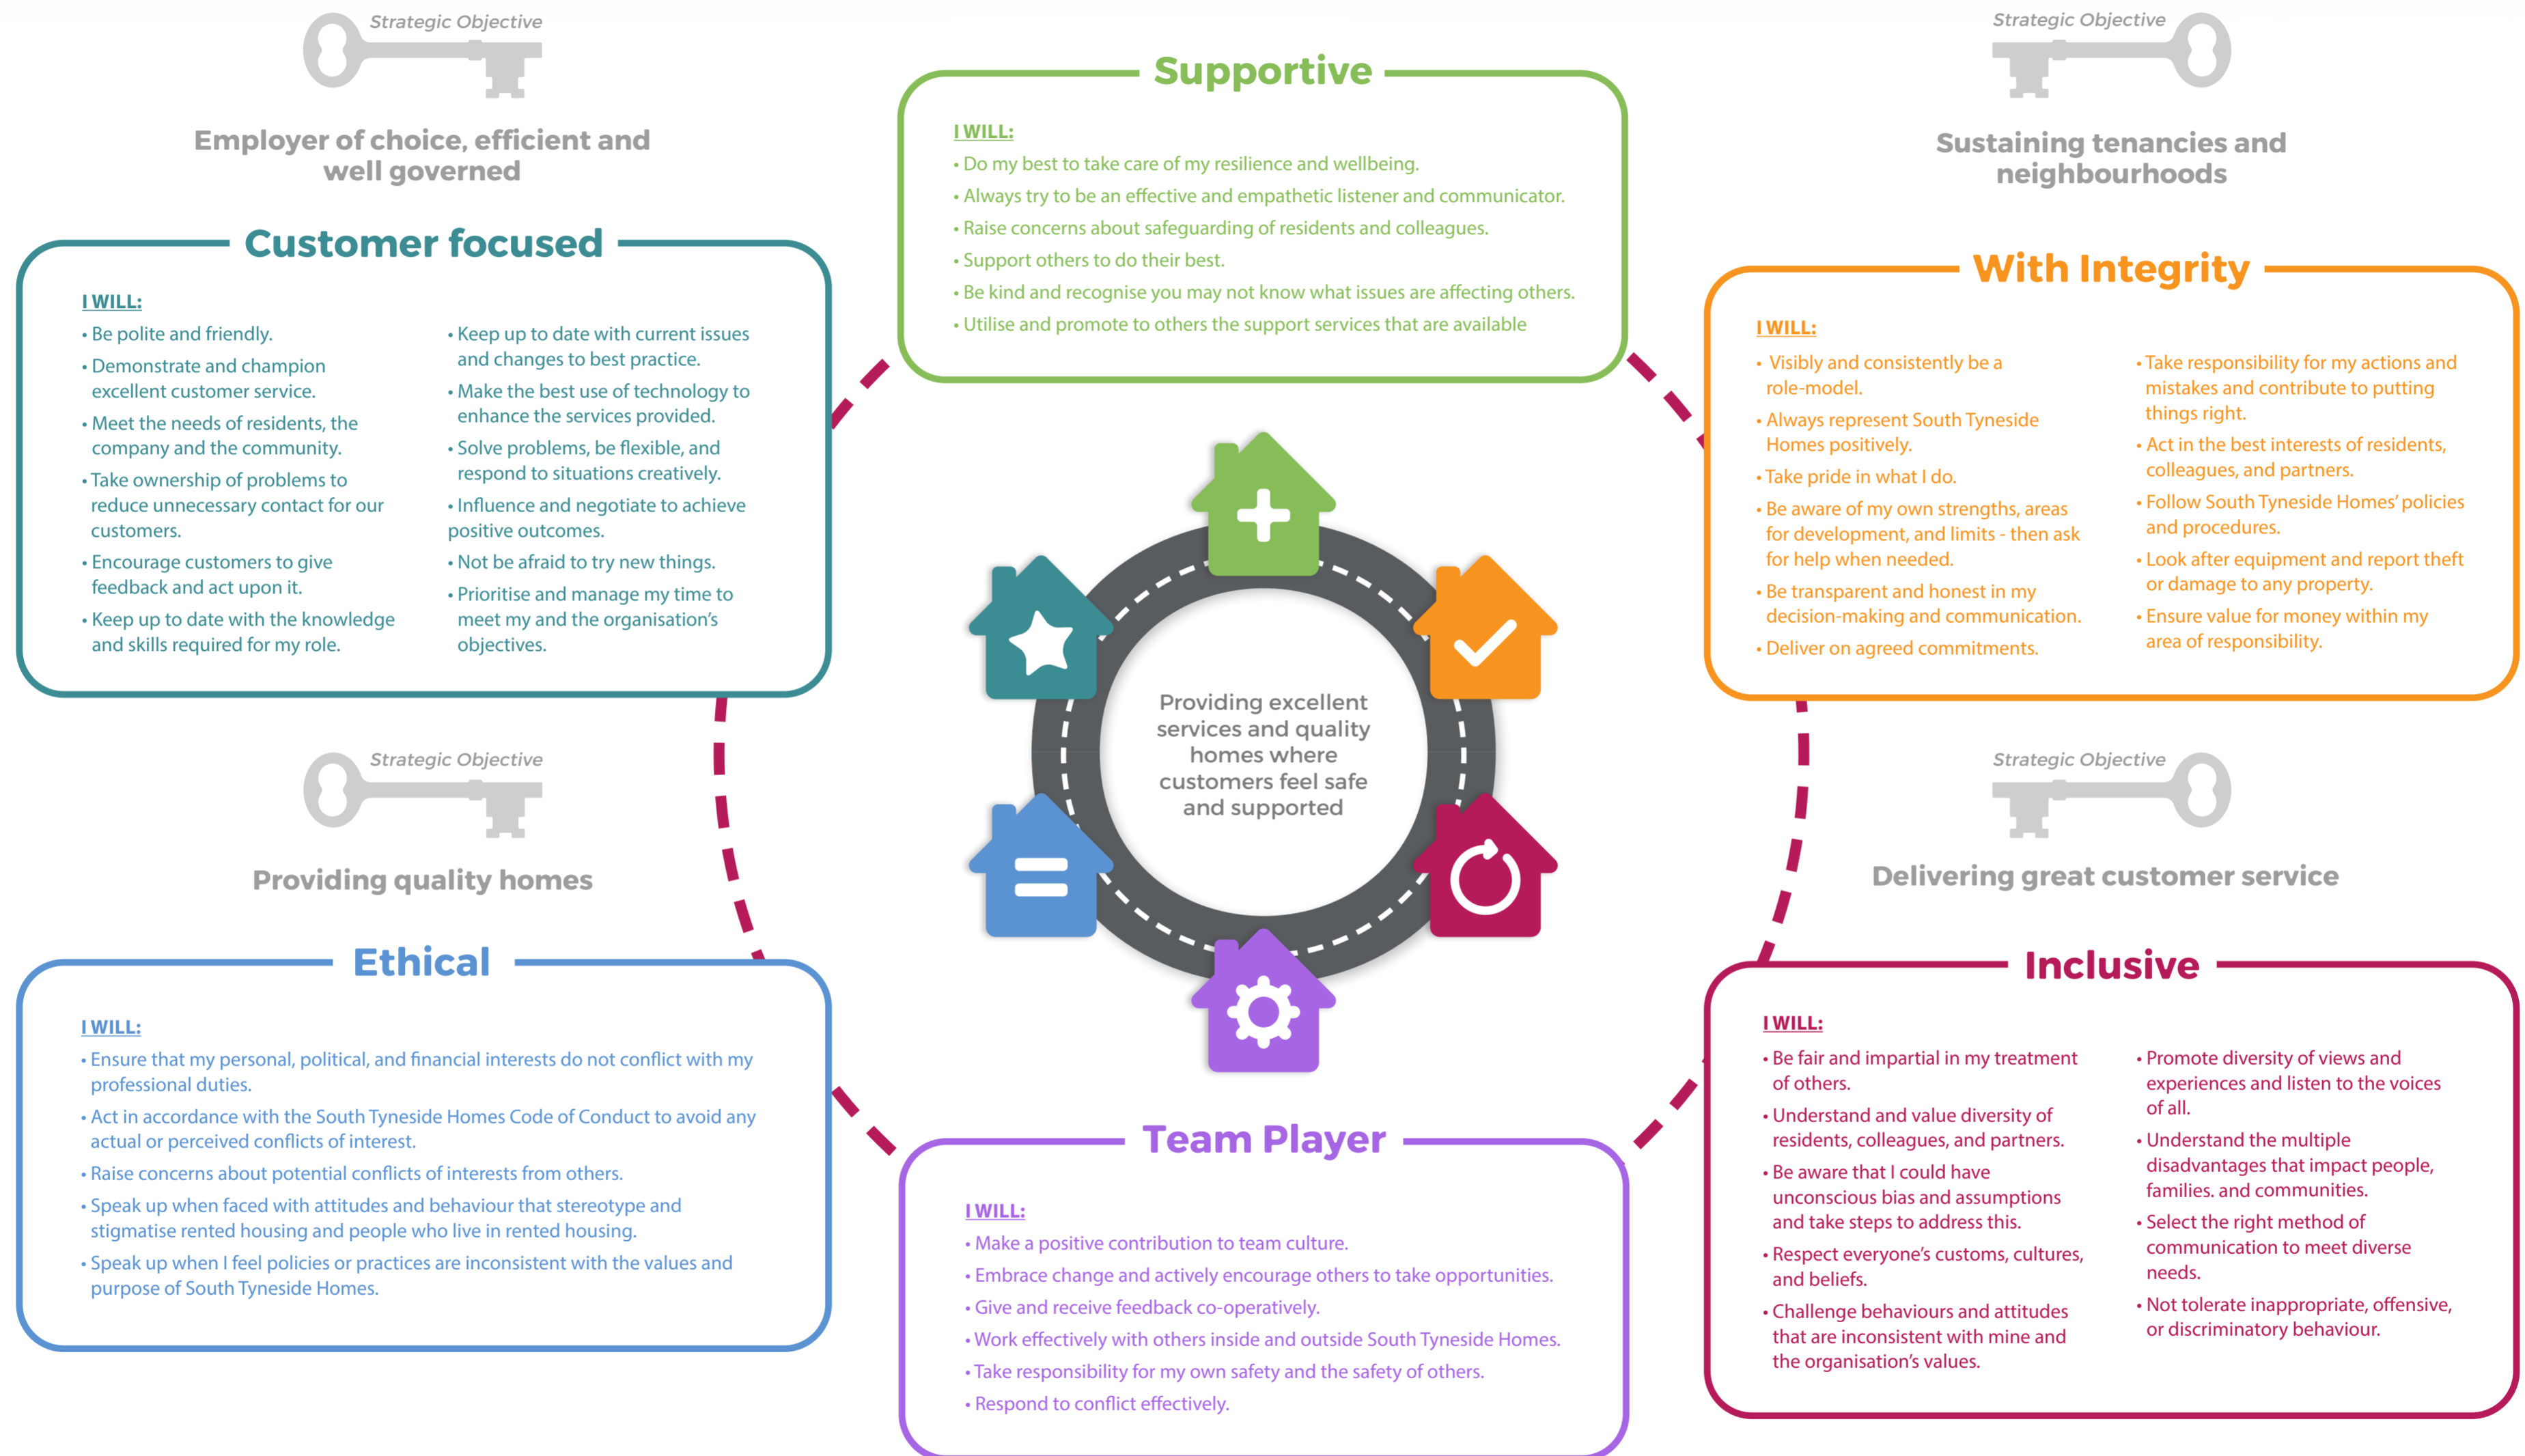 Strategic Objective
Employer of choice, efficient and
well governed
Strategic Objective
Sustaining tenancies and
neighbourhoods
Supportive
I WILL:
• Do my best to take care of my resilience and wellbeing.
• Always try to be an effective and empathetic listener and communicator.
• Raise concerns about safeguarding of residents and colleagues.
• Support others to do their best.
• Be kind and recognise you may not know what issues are affecting others.
• Utilise and promote to others the support services that are available
Customer focused
I WILL:
• Be polite and friendly.
• Demonstrate and champion
excellent customer service.
• Meet the needs of residents, the
company and the community.
• Take ownership of problems to
reduce unnecessary contact for our
customers.
• Encourage customers to give
feedback and act upon it.
• Keep up to date with the knowledge
and skills required for my role.
• Keep up to date with current issues
and changes to best practice.
• Make the best use of technology to
enhance the services provided.
• Solve problems, be flexible, and
respond to situations creatively.
• Influence and negotiate to achieve
positive outcomes.
• Not be afraid to try new things.
• Prioritise and manage my time to
meet my and the organisation's
objectives.
With Integrity
I WILL:
• Visibly and consistently be a
role-model.
• Always represent South Tyneside
Homes positively.
• Take pride in what I do.
• Be aware of my own strengths, areas
for development, and limits - then ask
for help when needed.
• Be transparent and honest in my
decision-making and communication.
• Deliver on agreed commitments.
• Take responsibility for my actions and
mistakes and contribute to putting
things right.
• Act in the best interests of residents,
colleagues, and partners.
• Follow South Tyneside Homes' policies
and procedures.
• Look after equipment and report theft
or damage to any property.
• Ensure value for money within my
area of responsibility.
Providing excellent
services and quality
homes where
customers feel safe
and supported
Strategic Objective
Providing quality homes
Strategic Objective
Delivering great customer service
Ethical
I WILL:
• Ensure that my personal, political, and financial interests do not conflict with my
professional duties.
• Act in accordance with the South Tyneside Homes Code of Conduct to avoid any
actual or perceived conflicts of interest.
• Raise concerns about potential conflicts of interests from others.
• Speak up when faced with attitudes and behaviour that stereotype and
stigmatise rented housing and people who live in rented housing.
• Speak up when I feel policies or practices are inconsistent with the values and
purpose of South Tyneside Homes.
Team Player
I WILL:
• Make a positive contribution to team culture.
• Embrace change and actively encourage others to take opportunities.
• Give and receive feedback co-operatively.
• Work effectively with others inside and outside South Tyneside Homes.
• Take responsibility for my own safety and the safety of others.
• Respond to conflict effectively.
Inclusive
I WILL:
• Be fair and impartial in my treatment
of others.
• Understand and value diversity of
residents, colleagues, and partners.
• Be aware that I could have
unconscious bias and assumptions
and take steps to address this.
• Respect everyone's customs, cultures,
and beliefs.
• Challenge behaviours and attitudes
that are inconsistent with mine and
the organisation's values.
• Promote diversity of views and
experiences and listen to the voices
of all.
• Understand the multiple
disadvantages that impact people,
families. and communities.
• Select the right method of
communication to meet diverse
needs.
• Not tolerate inappropriate, offensive,
or discriminatory behaviour.